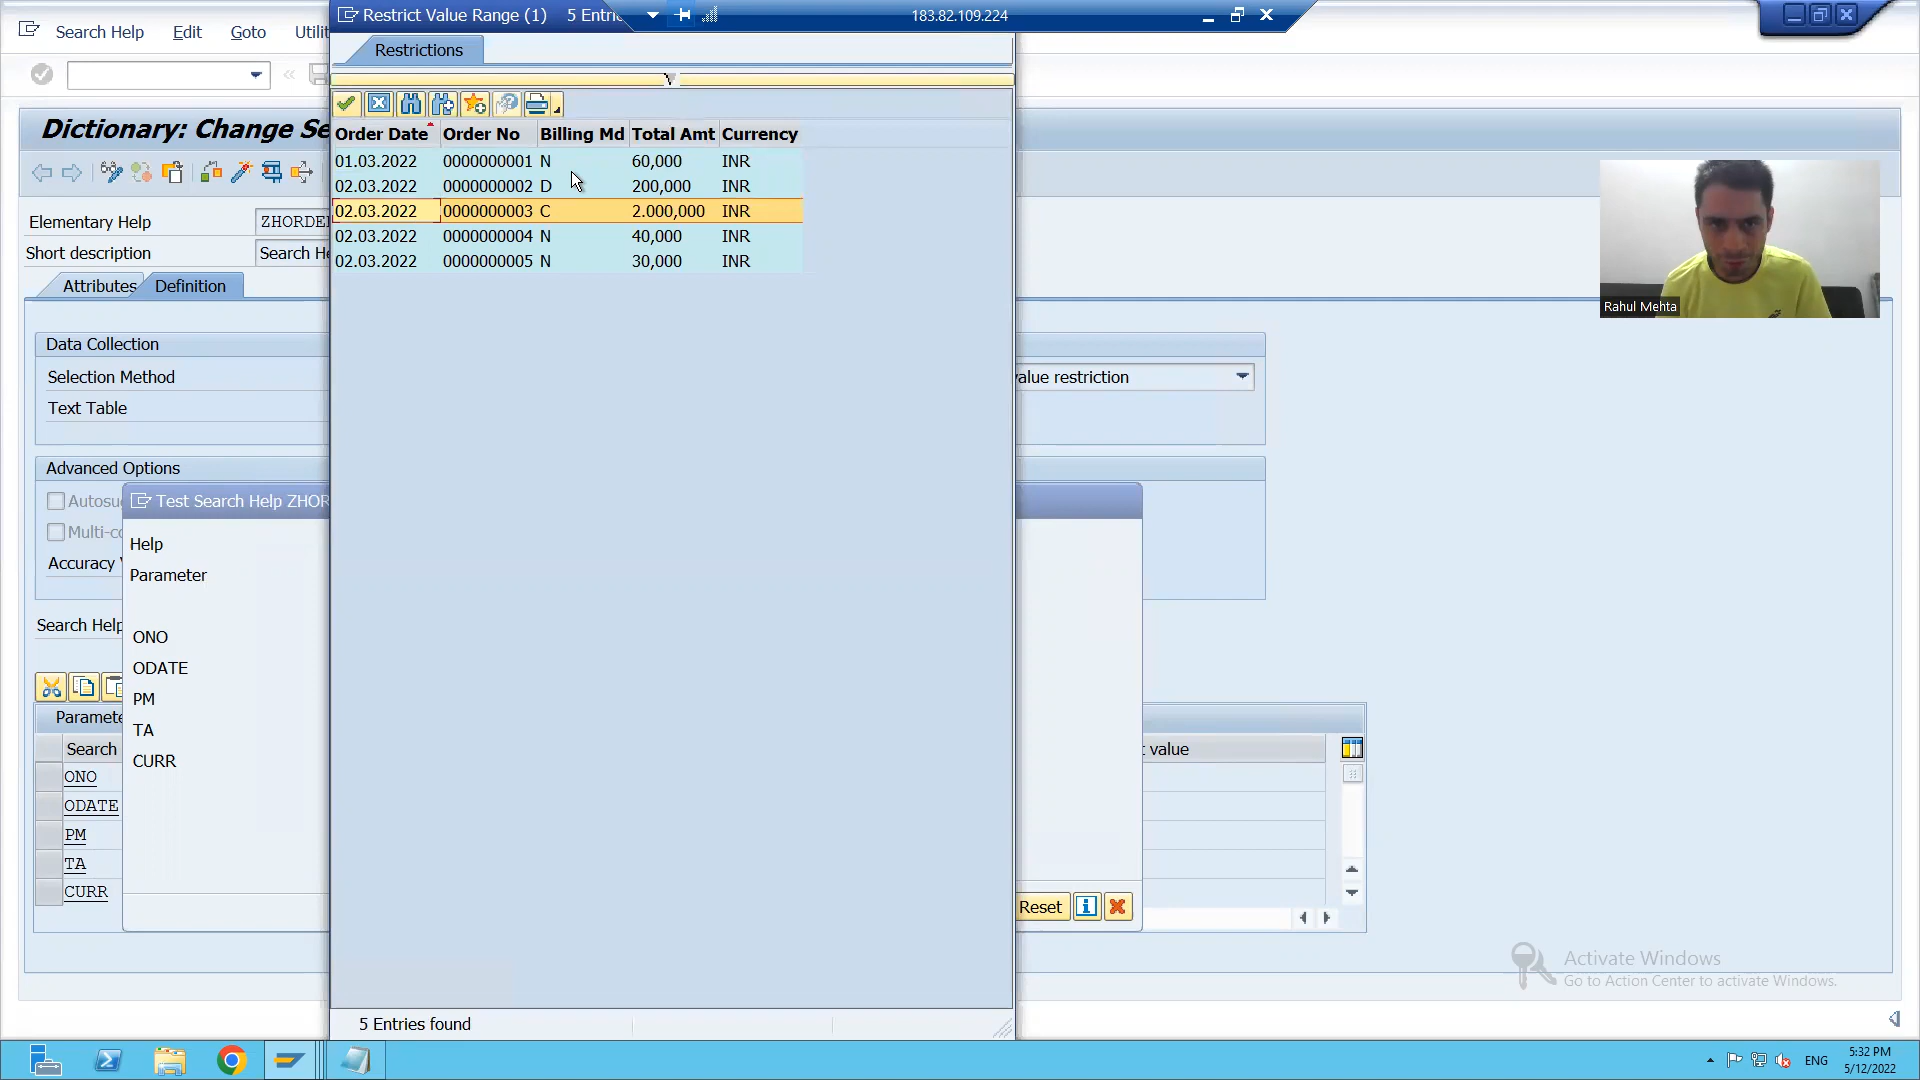 Restrict Value Range (1) 5 Entri
183.82.109.224
Search Help Edit Goto Utili
Restrictions
Dictionary: Change Se
Order Date Order No Billing Md Total Amt Currency
01.03.2022 0000000001 N 60,000 INR
02.03.2022 0000000002 D 200,000 INR
02.03.2022 0000000003 C 2.000,000 INR
02.03.2022 0000000004 N 40,000 INR
02.03.2022 0000000005 N 30,000 INR
Elementary Help ZHORDE
Short description Search He
Attributes Definition
Rahul Mehta
Data Collection
Selection Method
value restriction
Text Table
Advanced Options
Autosu
Test Search Help ZHOR
Multi-co
Help
Accuracy V
Parameter
Search Help
ONO
ODATE
PM
TA
CURR
Paramete
Search
t value
ONO
ODATE
PM
TA
CURR
Reset
Activate Windows
Go to Action Center to activate Windows.
5 Entries found
ENG
5:32 PM
5/12/2022